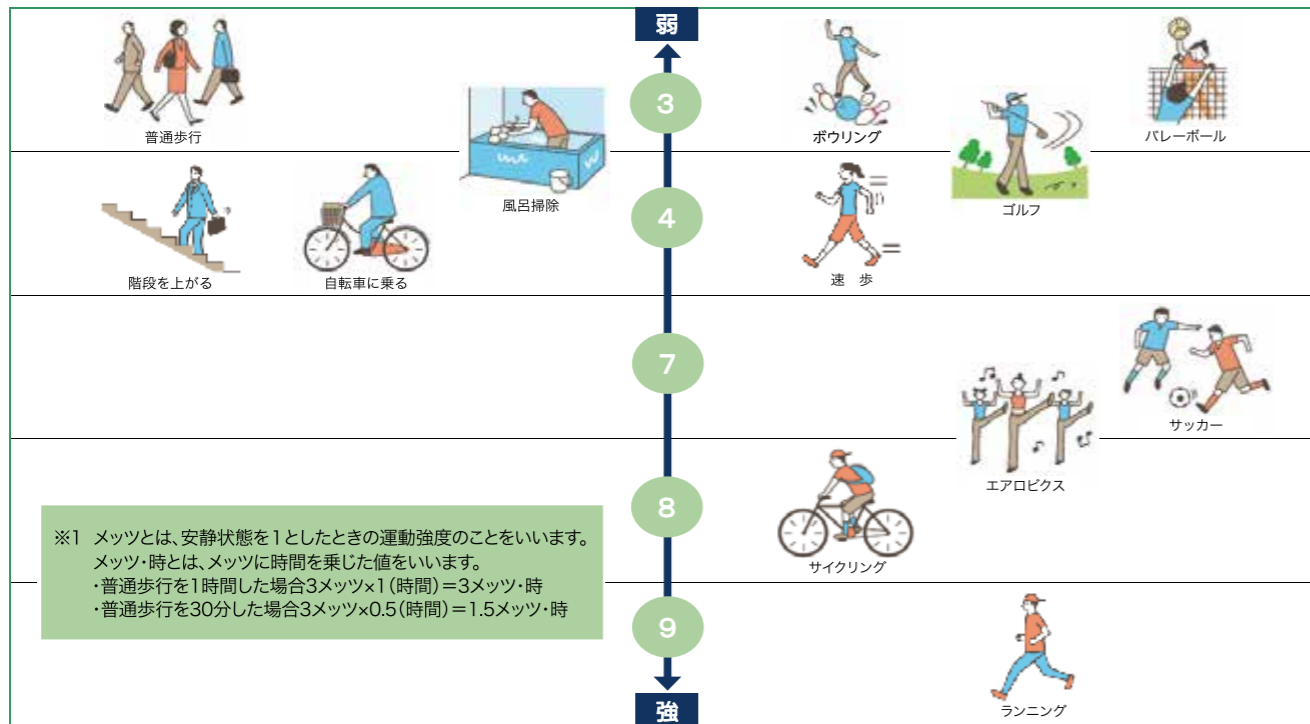 弱
3
普通歩行
ボウリング
バレーボール
風呂掃除
ゴルフ
4
階段を上がる
自転車に乗る
速 歩
7
サッカー
エアロビクス
8
サイクリング
※1 メッツとは、安静状態を1としたときの運動強度のことをいいます。
メッツ・時とは、メッツに時間を乗じた値をいいます。
・普通歩行を1時間した場合3メッツ×1(時間)=3メッツ・時
・普通歩行を30分した場合3メッツ×0.5(時間)=1.5メッツ・時
9
ランニング
強